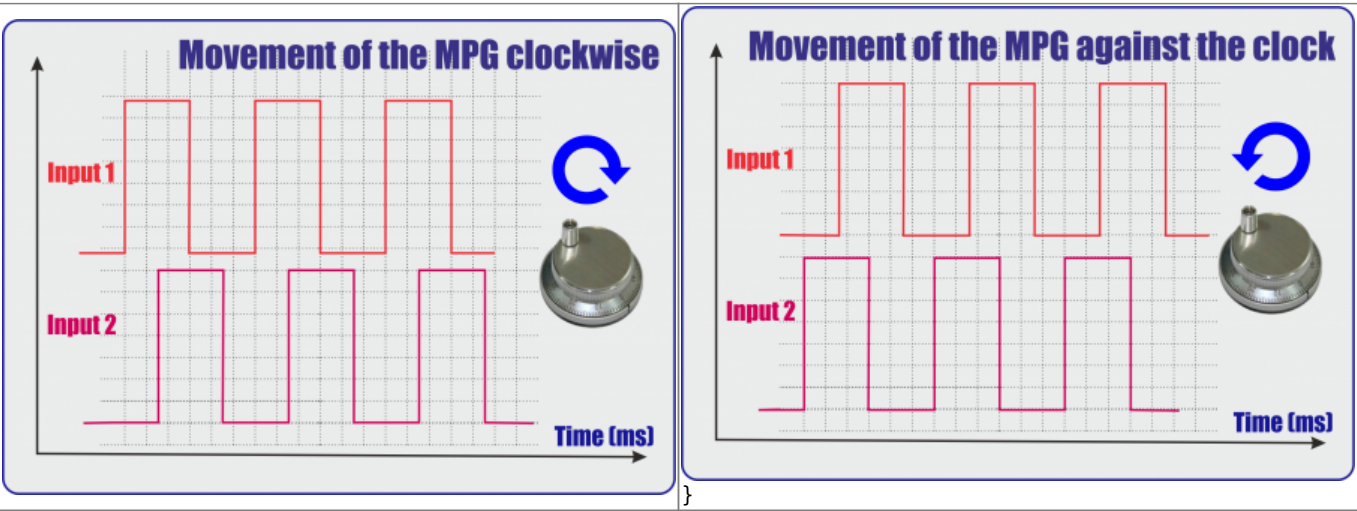 Movement of the MPG clockwise
Input 1
Input 2
Time (ms)
Movement of the MPG against the clock
Input 1
Input 2
Time (ms)
}